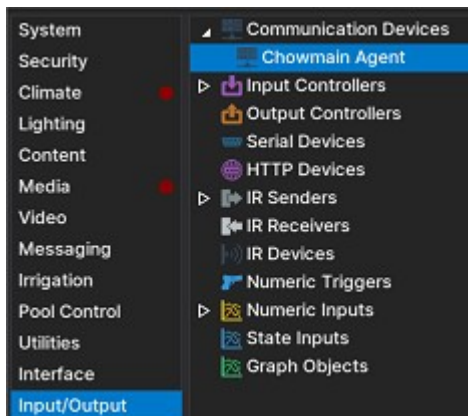 System
Security
Climate
Lighting
Content
Media
Video
Messaging
Irrigation
Pool Control
Utilities
Interface
Input/Output
Communication Devices
Chowmain Agent
Input Controllers
Output Controllers
Serial Devices
HTTP Devices
IR Senders
IR Receivers
IR Devices
Numeric Triggers
Numeric Inputs
State Inputs
Graph Objects